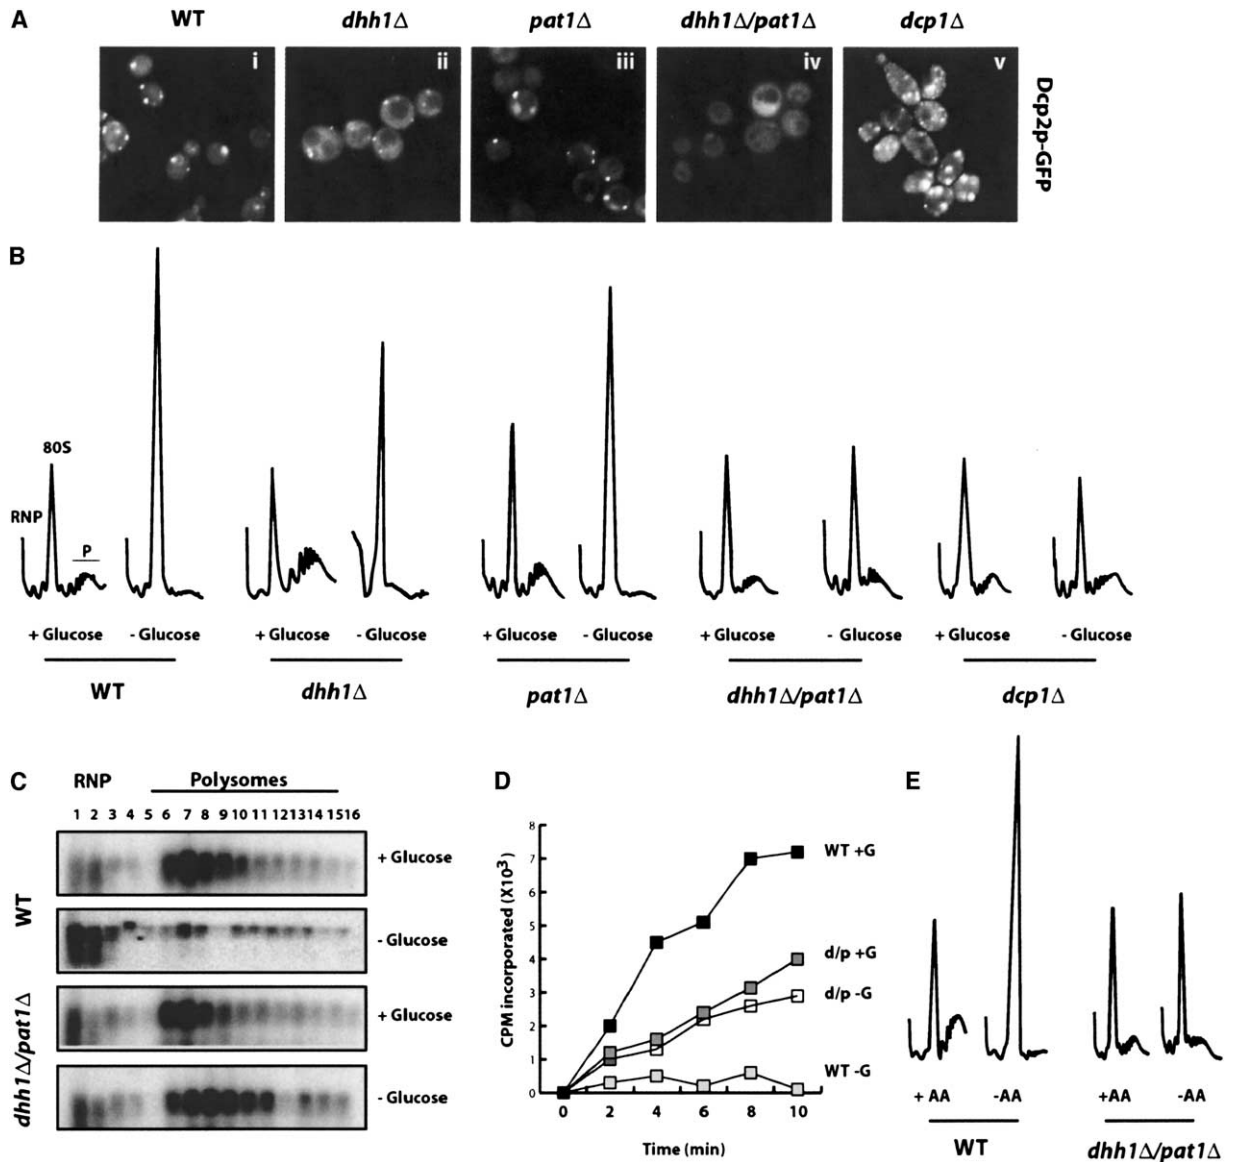 A
WT
dhh1Δ
pat1Δ
dhh1Δ/pat1Δ
dcp1Δ
i
ii
iii
iv
v
Dcp2p-GFP
B
80S
RNP
P
+ Glucose - Glucose
+ Glucose - Glucose
+ Glucose - Glucose
+ Glucose - Glucose
+ Glucose - Glucose
WT
dhh1Δ
pat1Δ
dhh1Δ/pat1Δ
dcp1Δ
C
RNP
Polysomes
1 2 3 4 5 6 7 8 9 10 11 12 13 14 15 16
WT
+ Glucose
- Glucose
dhh1Δ/pat1Δ
+ Glucose
- Glucose
D
CPM incorporated (X10³)
8
7
6
5
4
3
2
1
0
0 2 4 6 8 10
Time (min)
WT +G
d/p +G
d/p -G
WT -G
E
+ AA -AA
+AA -AA
WT
dhh1Δ/pat1Δ